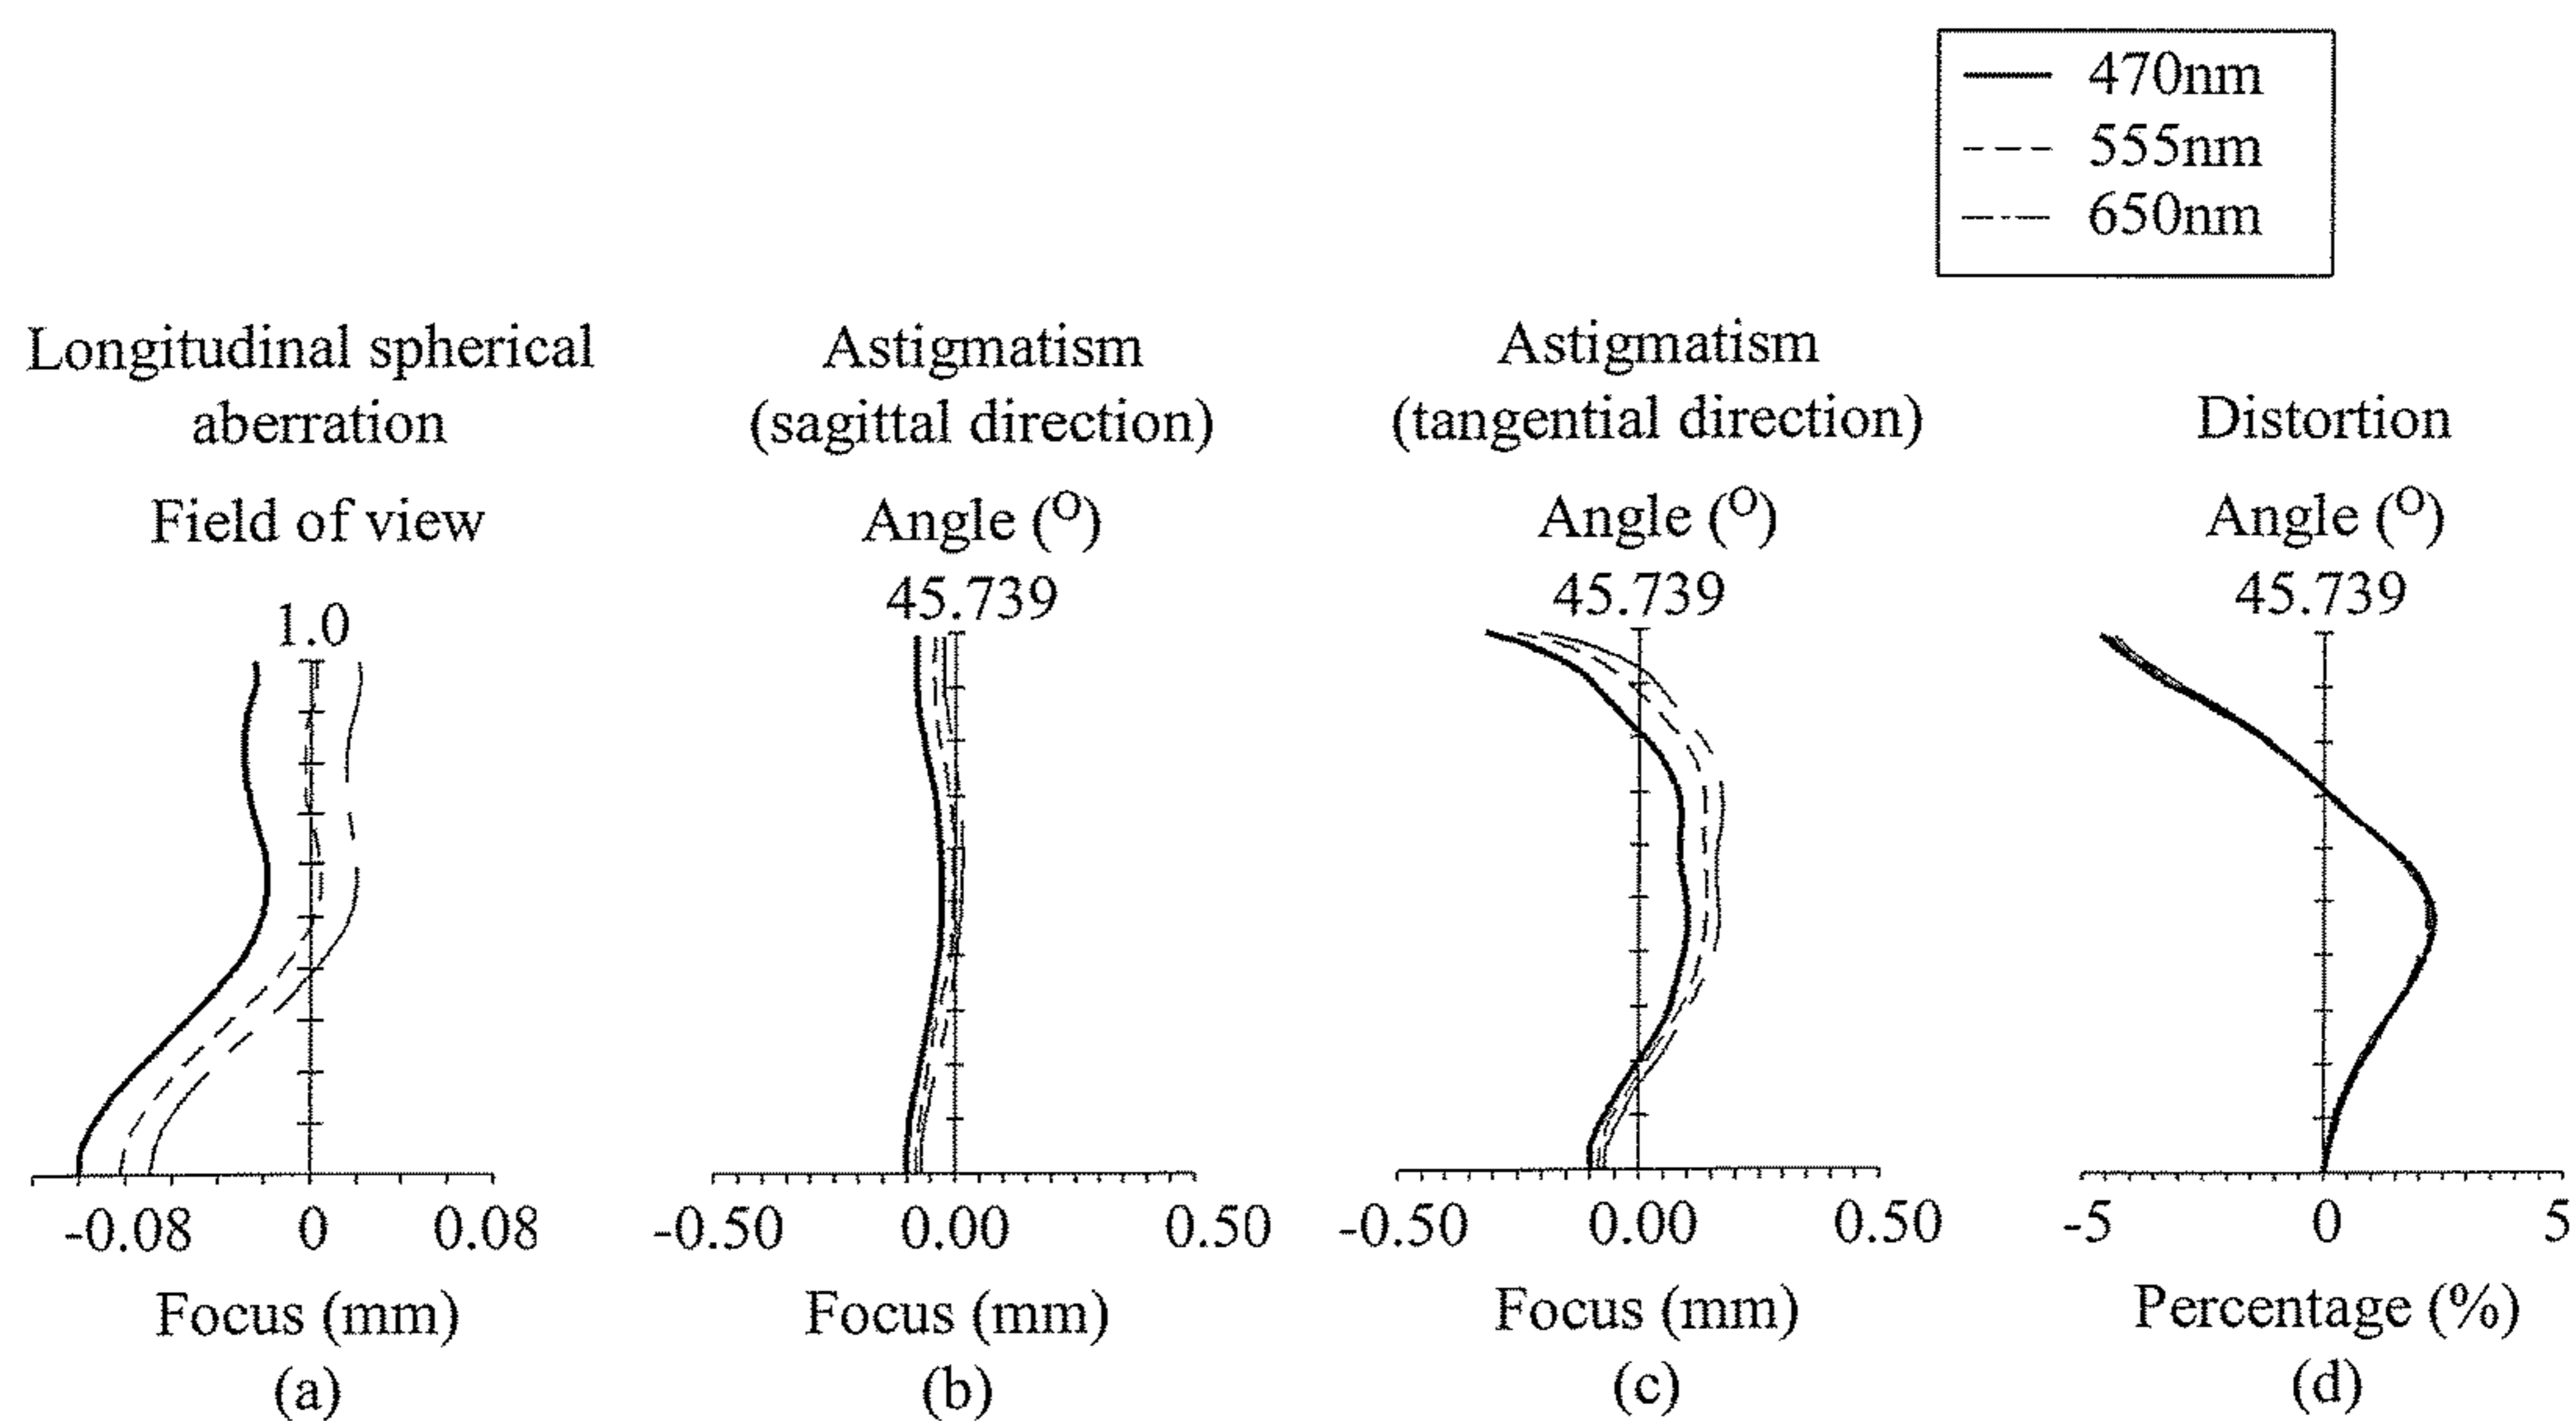 470nm
555nm
650nm
Longitudinal spherical
aberration
Field of view
1.0
-0.08 0 0.08
Focus (mm)
(a)
Astigmatism
(sagittal direction)
Angle (O)
45.739
-0.50 0.00 0.50
Focus (mm)
(b)
Astigmatism
(tangential direction)
Angle (O)
45.739
-0.50 0.00 0.50
Focus (mm)
(c)
Distortion
Angle (O)
45.739
-5 0 5
Percentage (%)
(d)